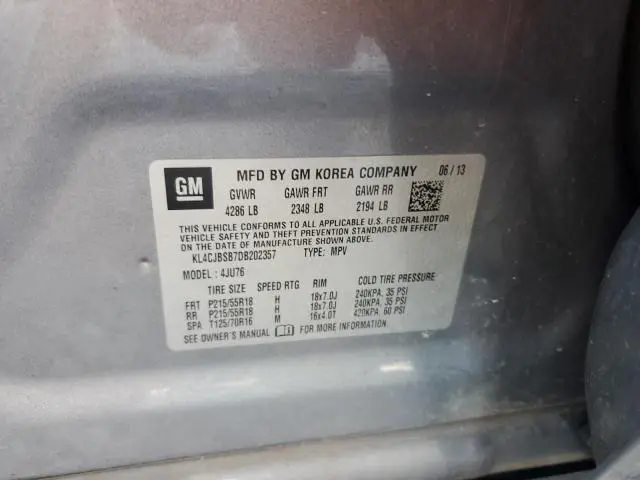 GM
MFD BY GM KOREA COMPANY 06 / 13
GVWR GAWR FRT GAWR RR
4286 LB 2348 LB 2194 LB
THIS VEHICLE CONFORMS TO ALL APPLICABLE U.S. FEDERAL MOTOR
VEHICLE SAFETY AND THEFT PREVENTION STANDARDS IN EFFECT
ON THE DATE OF MANUFACTURE SHOWN ABOVE.
KL4CJBSB7DB202357 TYPE: MPV
MODEL : 4JU76
TIRE SIZE SPEED RTG RIM COLD TIRE PRESSURE
FRT P215/55R18 H 18x7.0J 240KPA, 35 PSI
RR P215/55R18 H 18x7.0J 240KPA, 35 PSI
SPA T125/70R16 M 16x4.0T 420KPA, 60 PSI
SEE OWNER'S MANUAL FOR MORE INFORMATION.